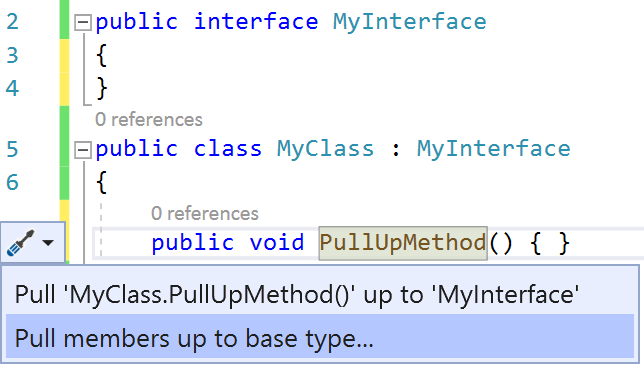 2 public interface MyInterface
3 {
4 }
0 references
5 public class MyClass : MyInterface
6 {
0 references
public void PullUpMethod() { }
Pull 'MyClass.PullUpMethod()' up to 'MyInterface'
Pull members up to base type...